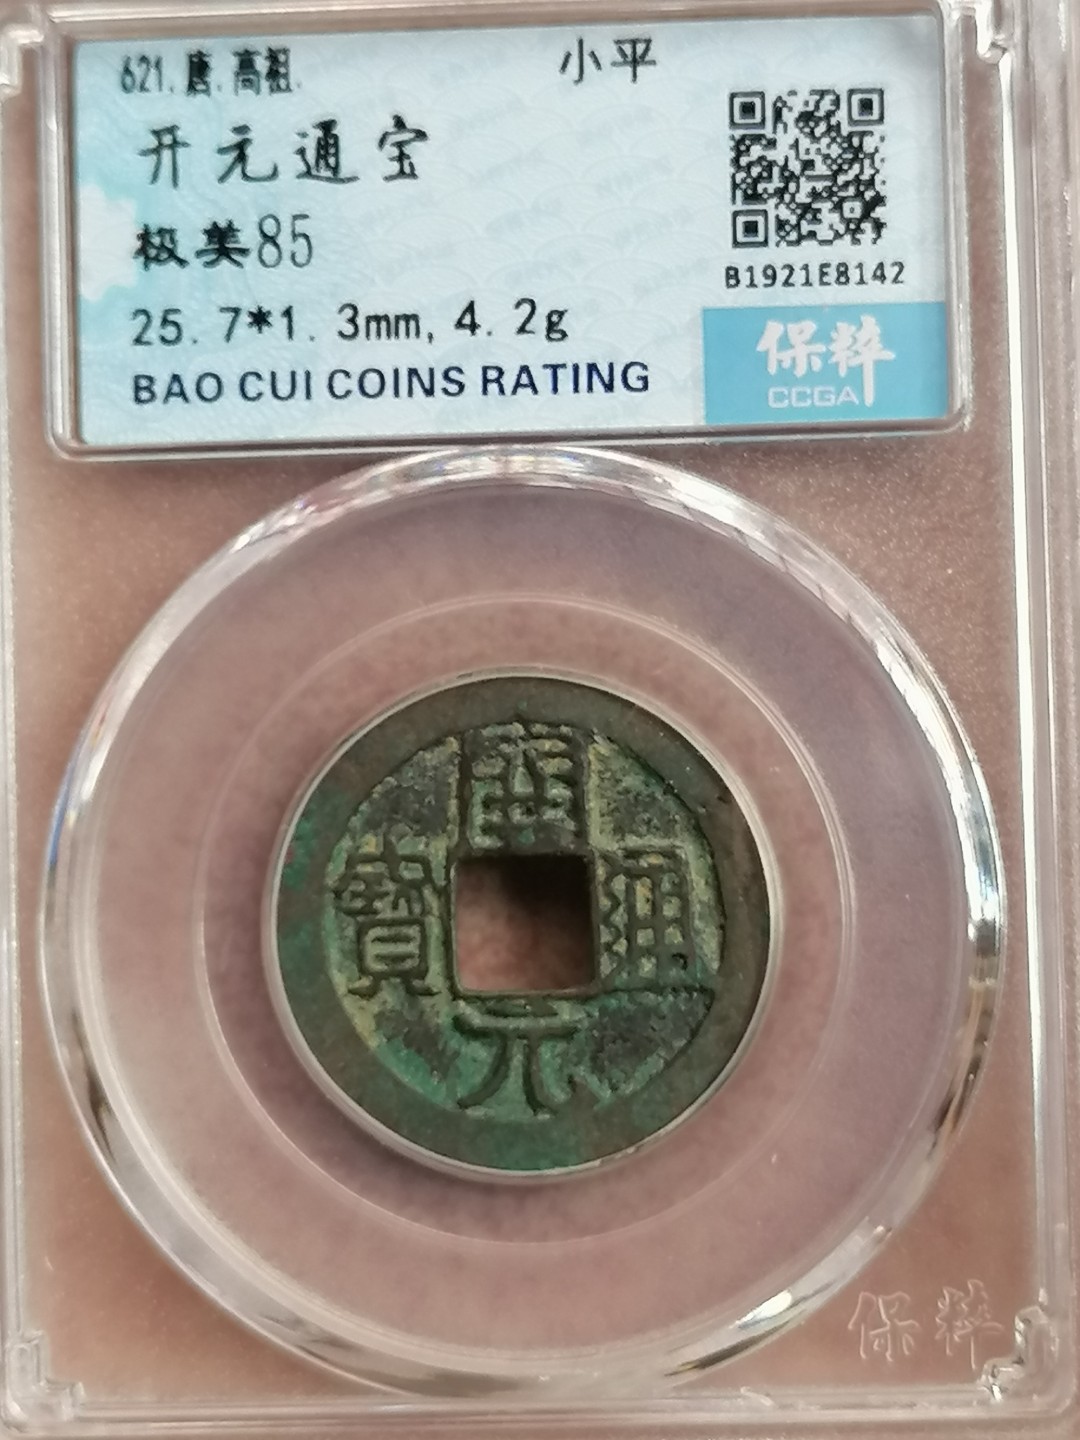 621.唐.高祖.
小平
开元通宝
极美85
25.7*1.3mm,4.2g
BAO CUI COINS RATING
B1921E8142
保粹
CCGA
開
通
寶
元
保粹